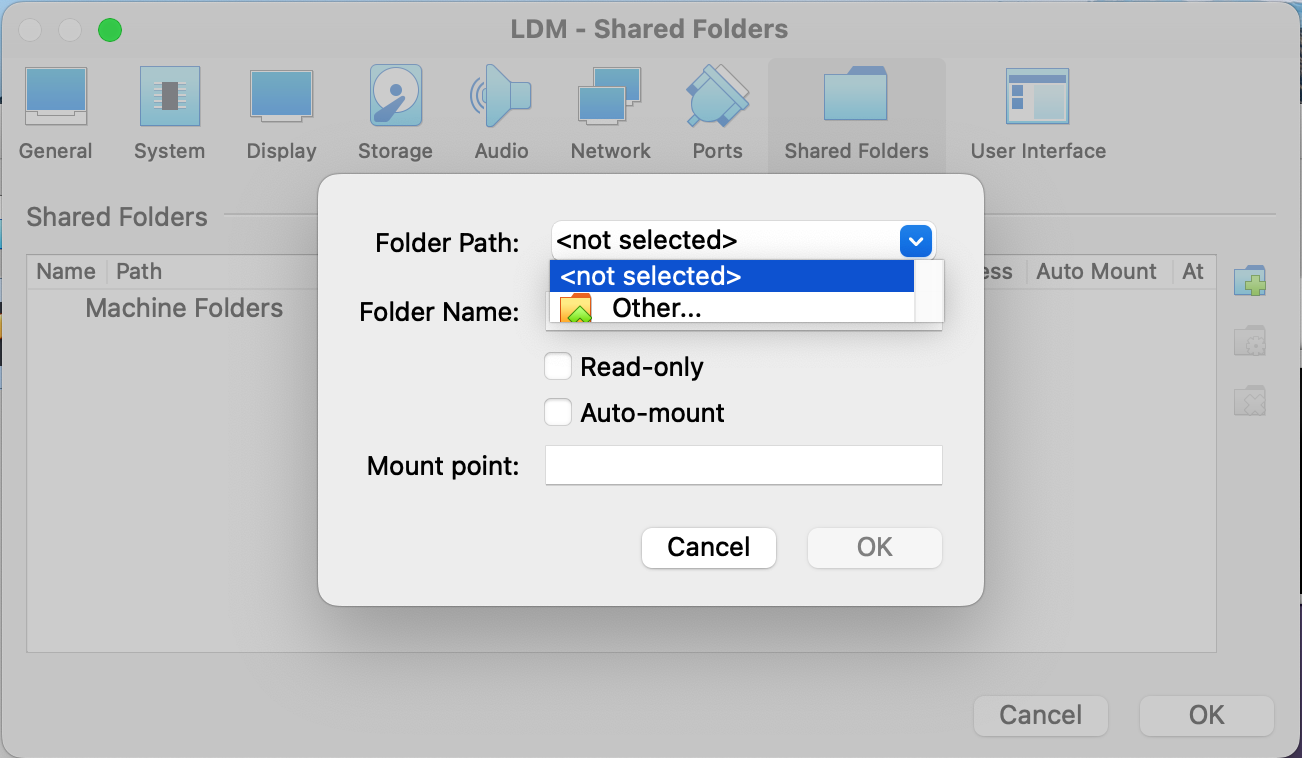 LDM - Shared Folders
General
System
Display
Storage
Audio
Network
Ports
Shared Folders
User Interface
Shared Folders
Name
Path
Auto Mount
At
Machine Folders
Folder Path:
<not selected>
<not selected>
Other...
Folder Name:
Read-only
Auto-mount
Mount point:
Cancel
OK
Cancel
OK